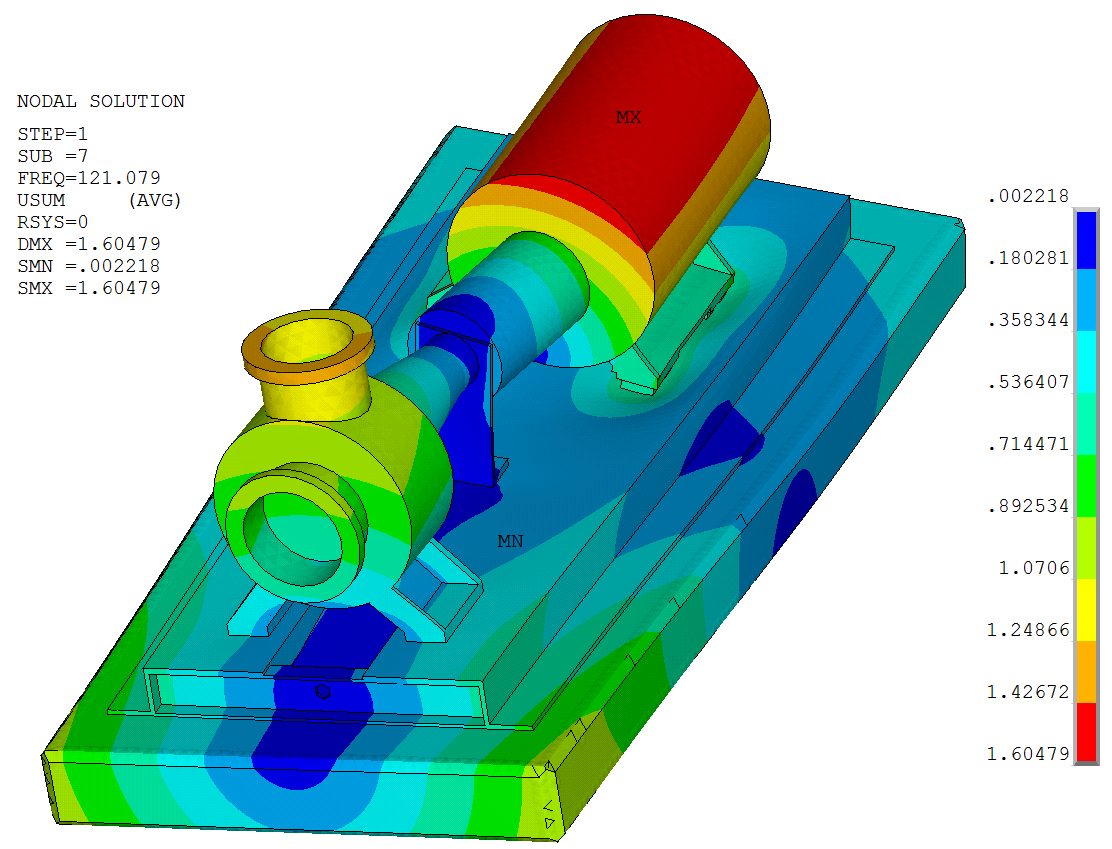 NODAL SOLUTION
STEP=1
SUB =7
FREQ=121.079
USUM     (AVG)
RSYS=0
DMX =1.60479
SMN =.002218
SMX =1.60479
MX
MN
.002218
.180281
.358344
.536407
.714471
.892534
1.0706
1.24866
1.42672
1.60479